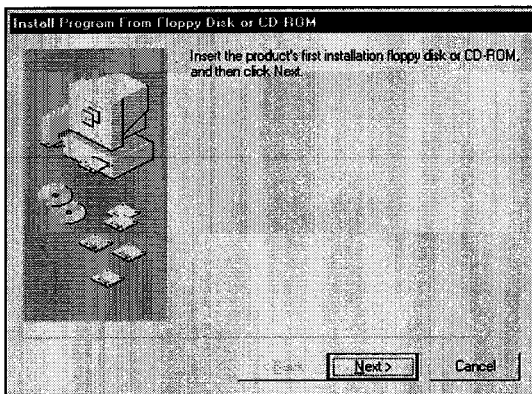 Install Program From Floppy Disk or CD-ROM
Insert the product's first installation floppy disk or CD-ROM,
and then click Next.
< Back
Next >
Cancel